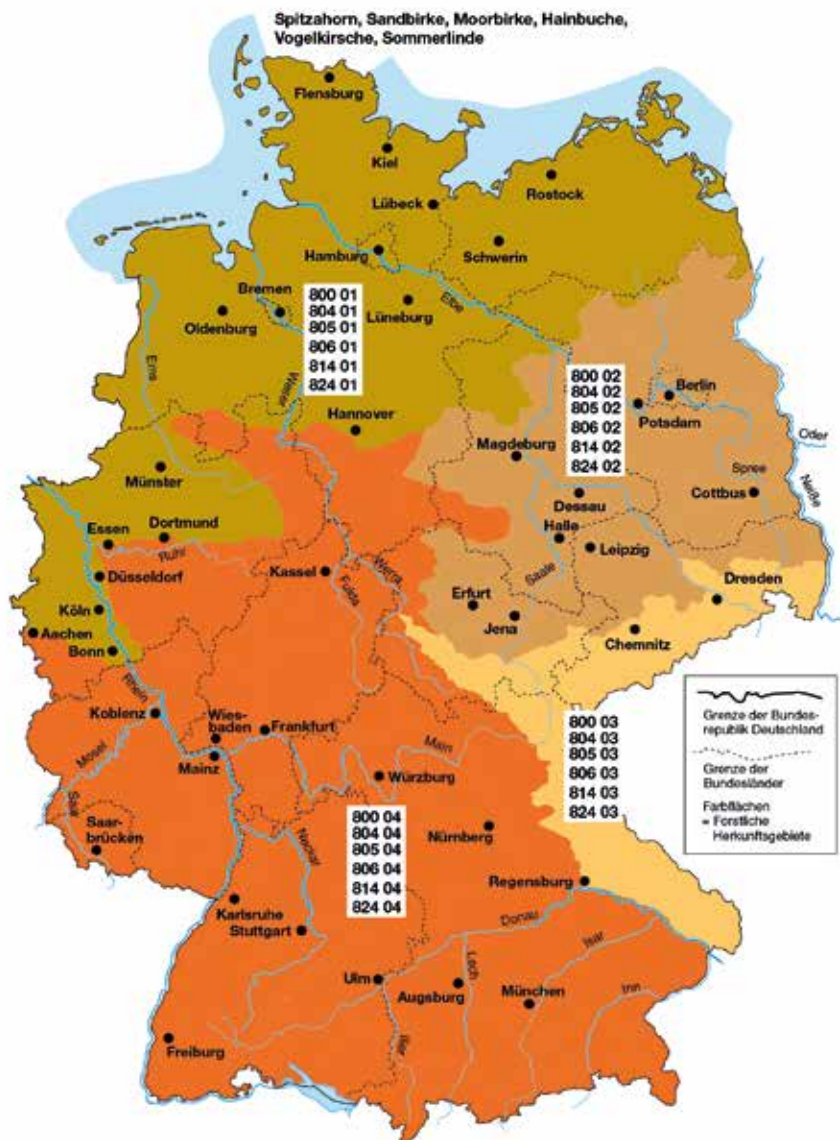 Spitzahorn, Sandbirke, Moorbirke, Hainbuche,
Vogelkirsche, Sommerlinde
Flensburg
Kiel
Rostock
Lübeck
Hamburg
Schwerin
Bremen
Oldenburg
Lüneburg
Elbe
800 01
804 01
805 01
806 01
814 01
824 01
Ems
Weser
Hannover
800 02
804 02
805 02
806 02
814 02
824 02
Berlin
Potsdam
Magdeburg
Oder
Neiße
Spree
Cottbus
Münster
Dessau
Halle
Leipzig
Essen
Dortmund
Ruhr
Düsseldorf
Kassel
Fulda
Werra
Saale
Erfurt
Jena
Dresden
Chemnitz
Köln
Aachen
Bonn
Rhein
Koblenz
Wies-
baden
Frankfurt
Main
Mosel
Mainz
Würzburg
800 03
804 03
805 03
806 03
814 03
824 03
Grenze der Bundes-
republik Deutschland
Grenze der
Bundesländer
Farbflächen
= Forstliche
Herkunftsgebiete
Saar
Saar-
brücken
Neckar
800 04
804 04
805 04
806 04
814 04
824 04
Nürnberg
Regensburg
Karlsruhe
Stuttgart
Donau
Isar
Lech
Inn
Ulm
Augsburg
München
Iller
Freiburg